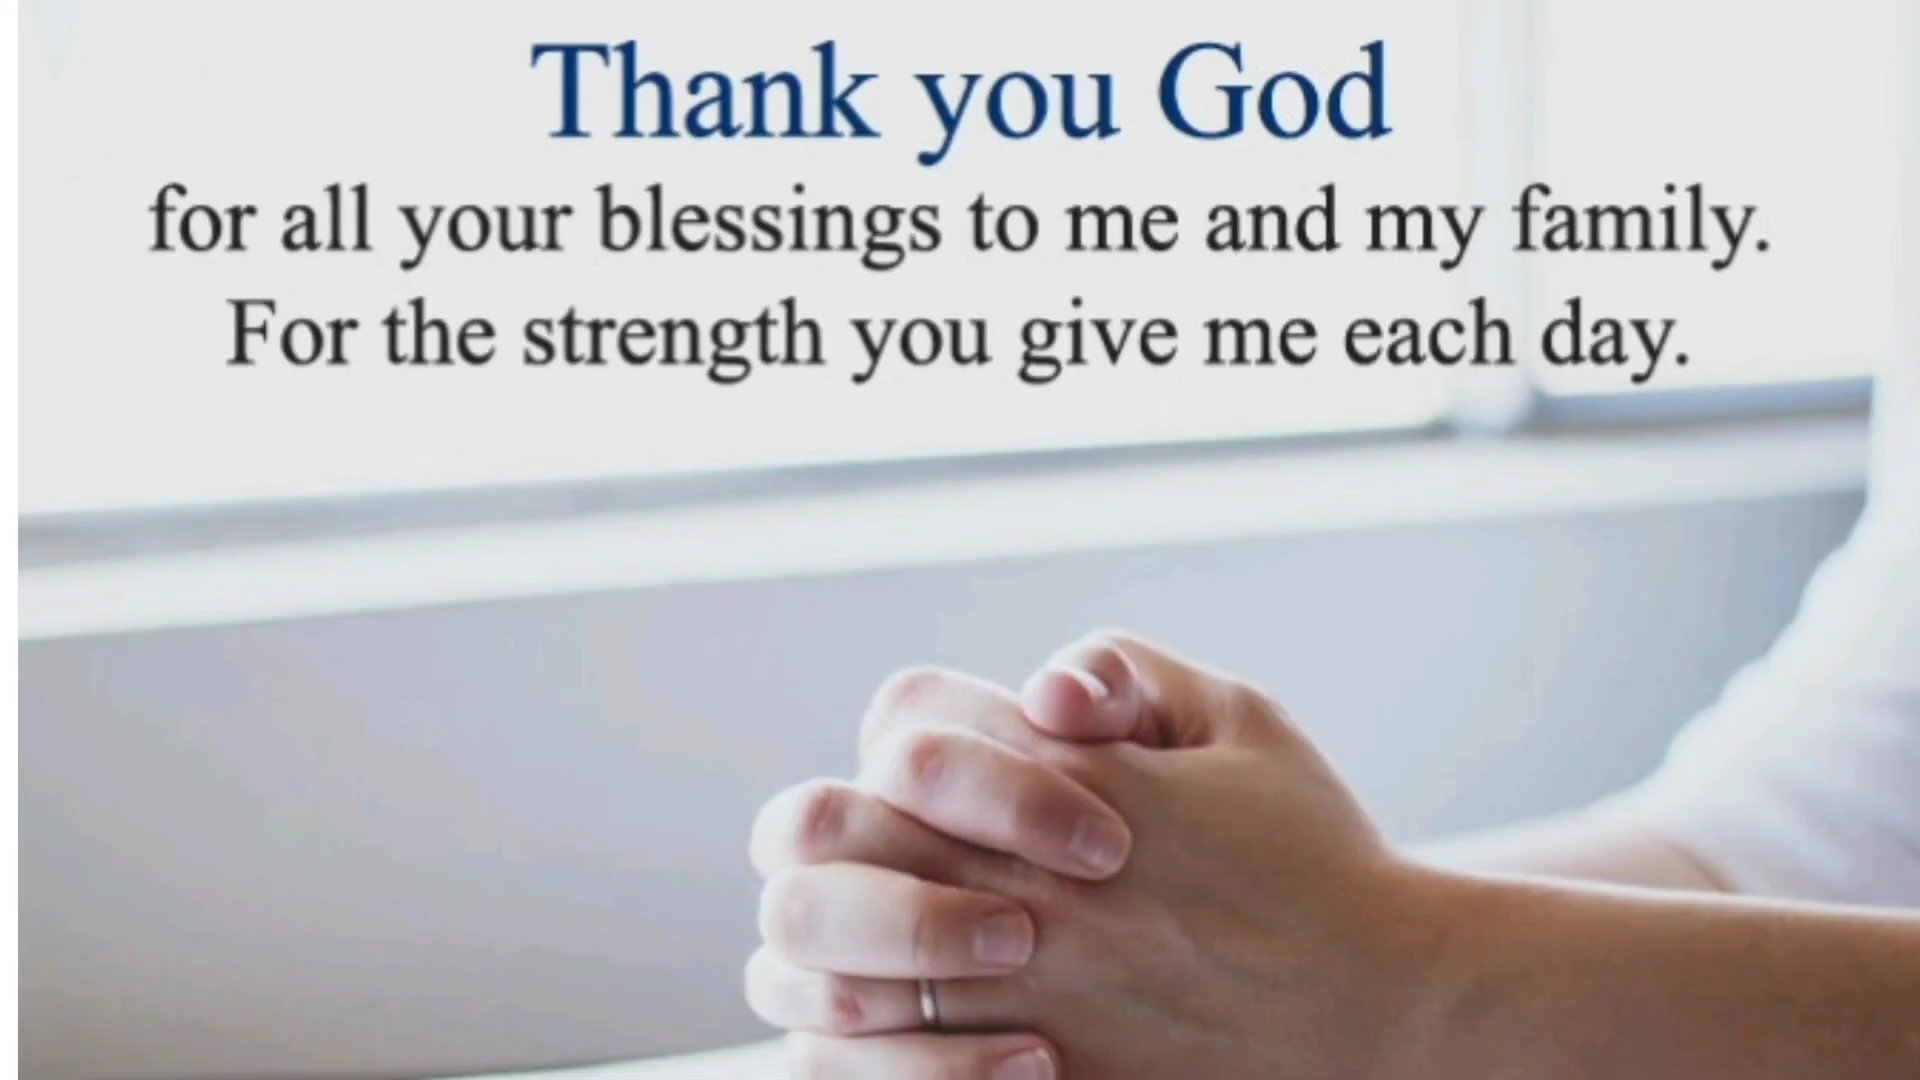 Thank you God
for all your blessings to me and my family.
For the strength you give me each day.